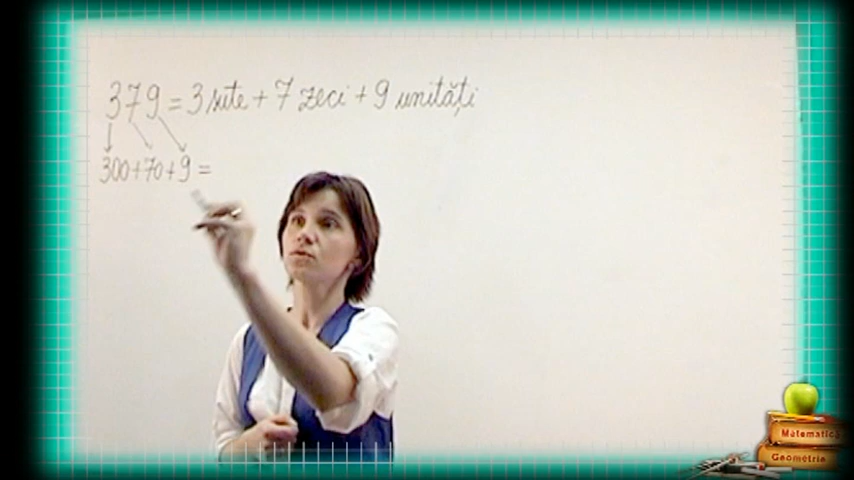 379 = 3 sute + 7 zeci + 9 unități
300+70+9 =
Matematică
Geometrie